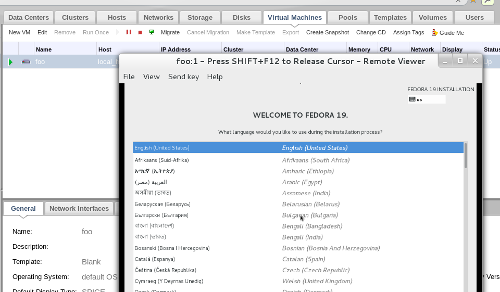 Data Centers Clusters Hosts Networks Storage Disks Virtual Machines Pools Templates Volumes Users
New VM Edit Remove Run Once Migrate Cancel Migration Make Template Export Create Snapshot Change CD Assign Tags Guide Me
Name Host IP Address Cluster Data Center Memory CPU Network Display Status
foo
foo:1 - Press SHIFT+F12 to Release Cursor - Remote Viewer
File View Send key Help
FEDORA 19 INSTALLATION
us
WELCOME TO FEDORA 19.
What language would you like to use during the installation process?
English (United States) English (United States)
Afrikaans (Suid-Afrika) Afrikaans (South Africa)
አማርኛ (ኢትዮጵያ) Amharic (Ethiopia)
العربية (مصر) Arabic (Egypt)
অসমীয়া (ভাৰত) Assamese (India)
Беларуская (Беларусь) Belarusian (Belarus)
Български (България) Bulgarian (Bulgaria)
বাংলা (বাংলাদেশ) Bengali (Bangladesh)
বাংলা (ভারত) Bengali (India)
Bosanski (Bosna i Hercegovina) Bosnian (Bosnia And Herzegovina)
Català (Espanya) Catalan (Spain)
Čeština (Česká Republika) Czech (Czech Republic)
Cymraeg (Y Deyrnas Unedig) Welsh (United Kingdom)
General Network Interfaces
Name: foo
Description:
Template: Blank
Operating System: default OS
Default Display Type: SPICE